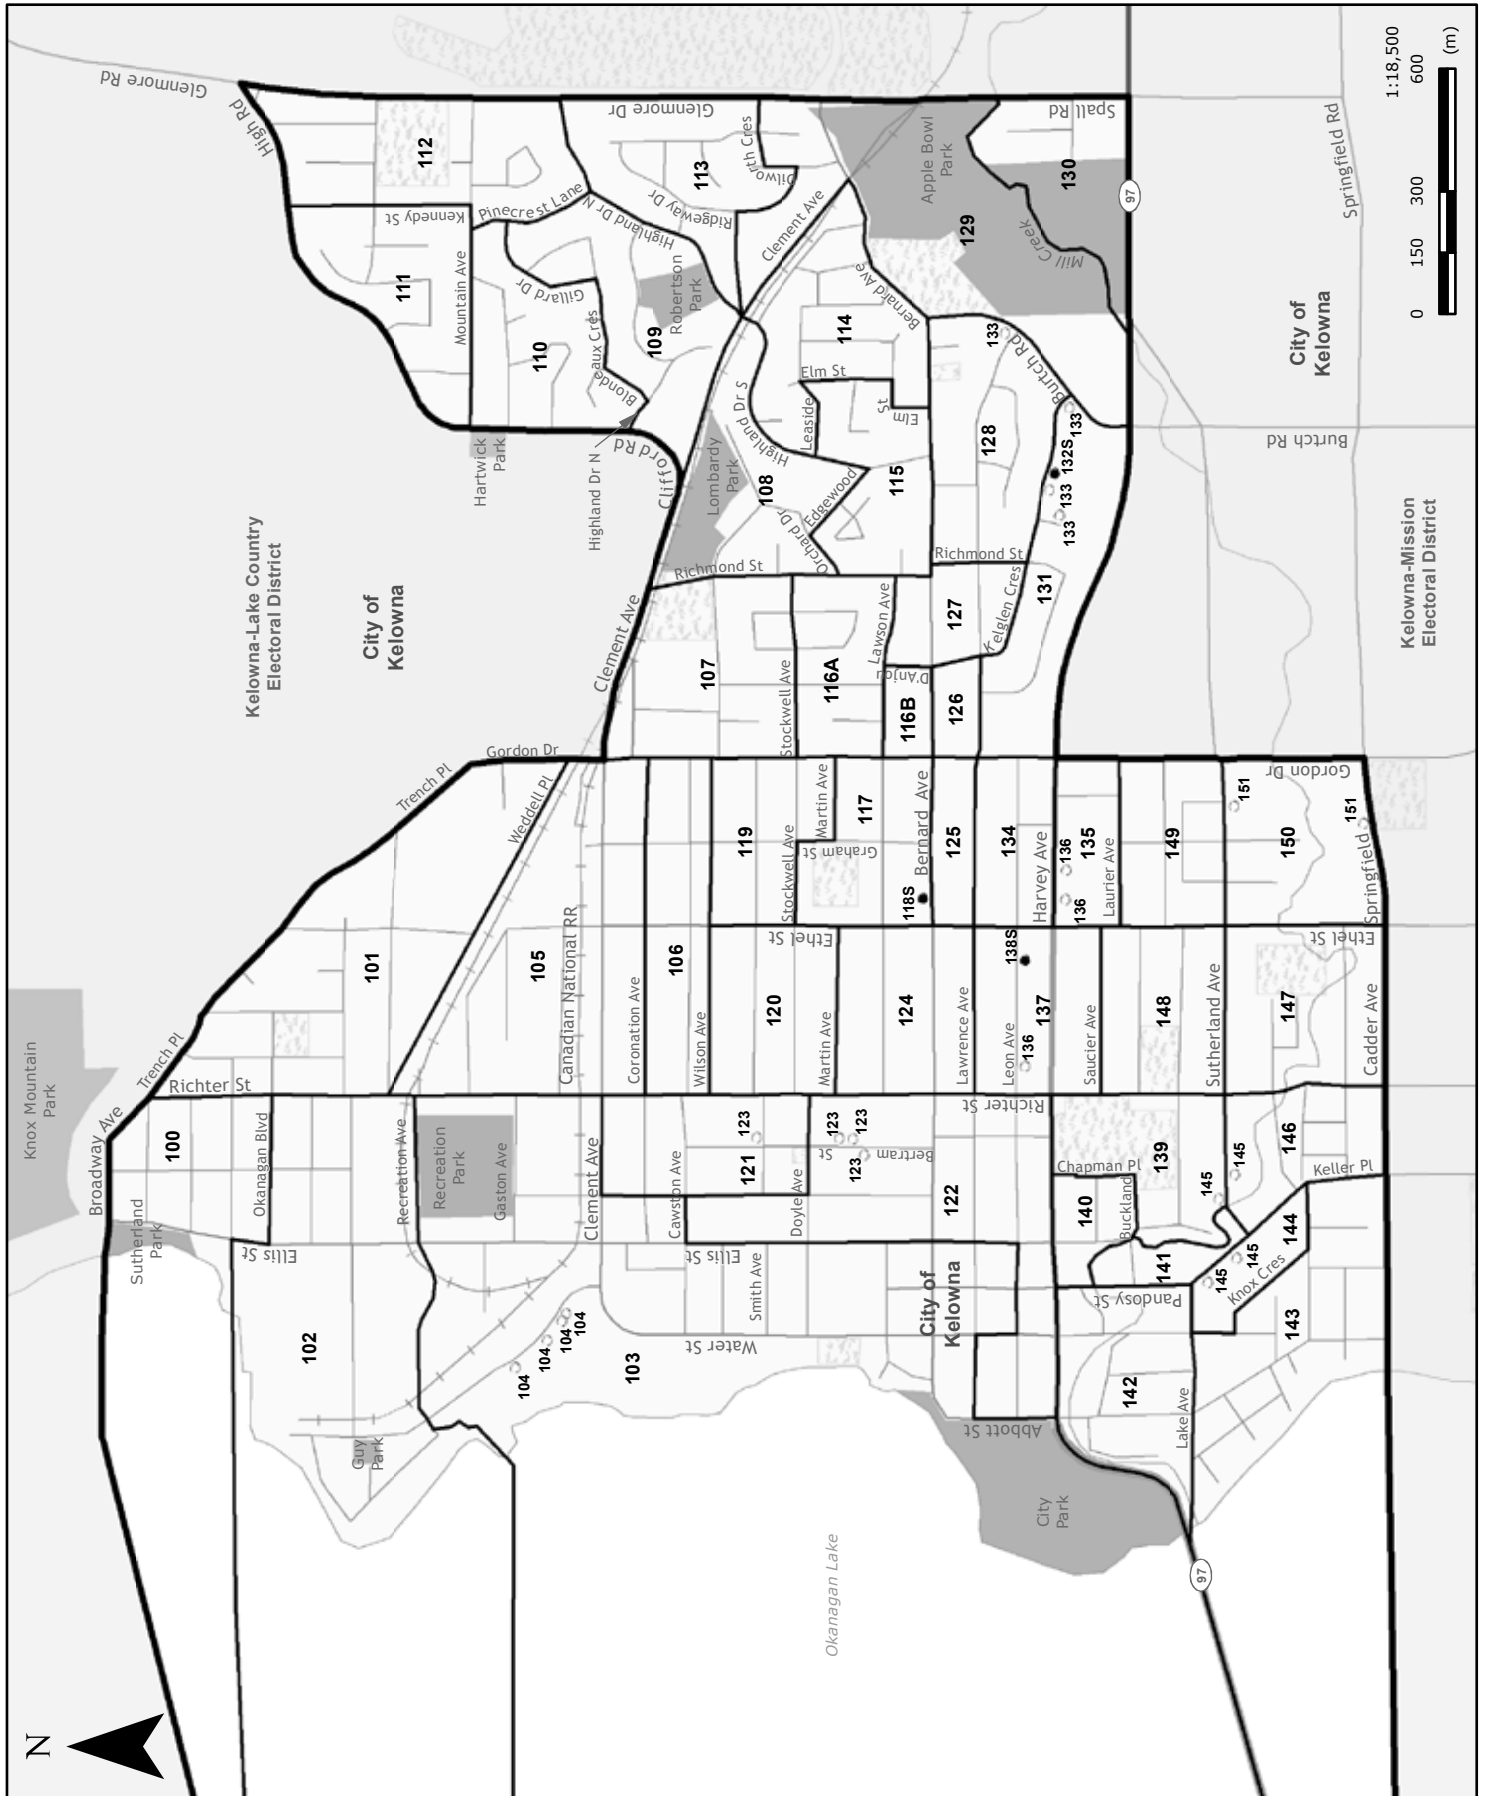 N
Knox Mountain
Park
Broadway Ave
Trench Pl
Richter St
Sutherland
Park
100
Okanagan Blvd
Ellis St
101
Trench Pl
Gordon Dr
Weddell Pl
102
Guy
Park
Recreation Ave
Recreation
Park
Gaston Ave
105
Canadian National RR
Clement Ave
104
104
104
104
103
Water St
Ellis St
Smith Ave
Cawston Ave
Doyle Ave
121
123
123
123
123
Bertram
St
122
Richter St
Coronation Ave
106
Wilson Ave
120
Martin Ave
124
Lawrence Ave
Leon Ave
136
137
138S
Ethel St
119
Stockwell Ave
Martin Ave
Graham St
117
118S
Bernard Ave
125
134
Harvey Ave
136
136
135
Laurier Ave
149
151
150
151
Gordon Dr
Springfield
Ethel St
Saucier Ave
148
Sutherland Ave
147
Cadder Ave
Chapman Pl
139
140
Buckland
141
145
145
145
145
146
Keller Pl
144
Knox Cres
143
Pandosy St
142
Lake Ave
Abbott St
City
Park
City of
Kelowna
Okanagan Lake
97
Kelowna-Lake Country
Electoral District
City of
Kelowna
Clement Ave
107
Stockwell Ave
116A
Lawson Ave
D'Anjou
116B
126
127
Kelglen Cres
131
Richmond St
Richmond St
Lombardy
Park
108
Highland Dr S
Orchard Dr
Edgewood
115
Leaside
Elm St
Elm
St
114
Bernard Ave
128
133
133
132S
133
133
Burtch Rd
Burtch Rd
Clifford Rd
Highland Dr N
Hartwick
Park
Blondeaux Cres
110
Gillard Dr
109
Robertson
Park
Highland Dr N
Pinecrest Lane
Mountain Ave
111
Kennedy St
112
High Rd
Glenmore Rd
Glenmore Dr
113
Ridgeway Dr
Dilworth Cres
Clement Ave
Apple Bowl
Park
129
130
Mill Creek
Spall Rd
97
Springfield Rd
City of
Kelowna
Kelowna-Mission
Electoral District
1:18,500
0 150 300 600
(m)